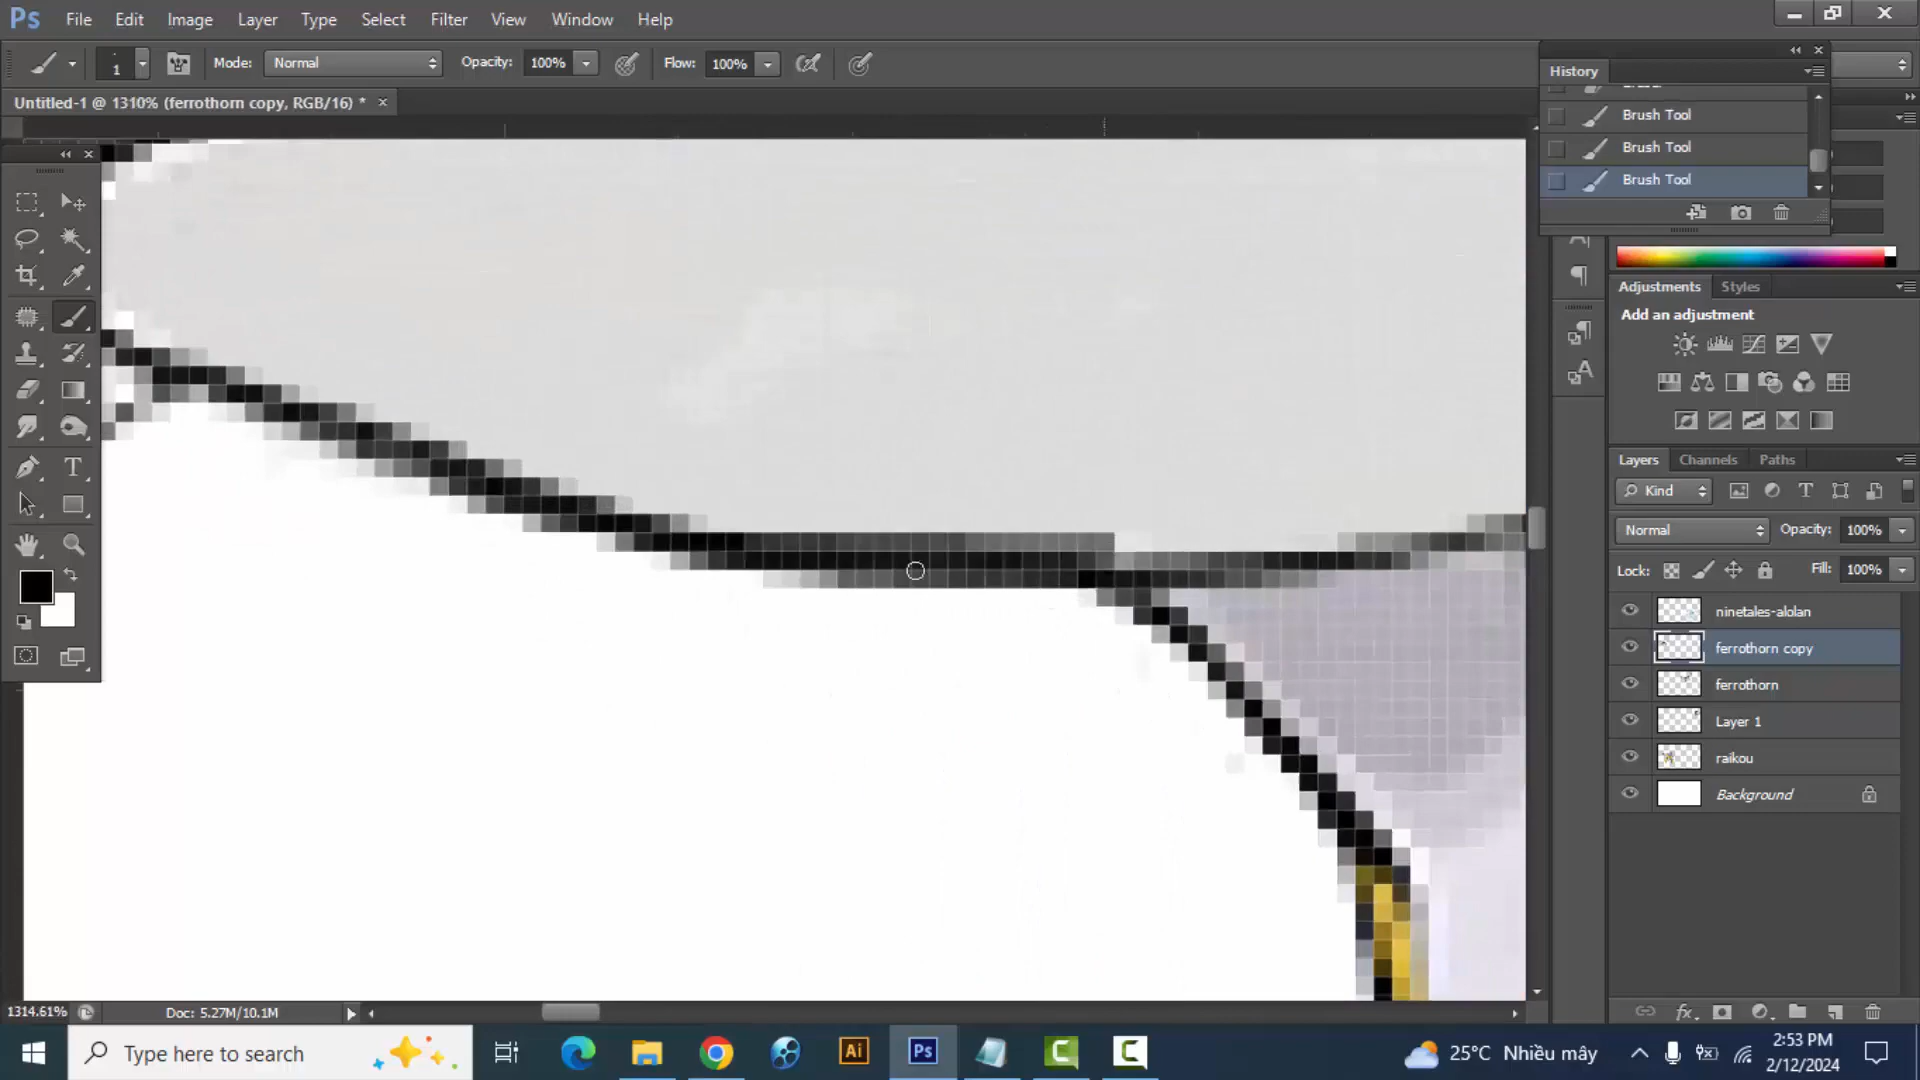 Ps File Edit Image Layer Type Select Filter View Window Help
1 Mode: Normal Opacity: 100% Flow: 100%
Untitled-1 @ 1310% (ferrothorn copy, RGB/16) * ×
History
Brush Tool
Brush Tool
Brush Tool
Adjustments Styles
Add an adjustment
Layers Channels Paths
Kind
Normal Opacity: 100%
Lock: Fill: 100%
ninetales-alolan
ferrothorn copy
ferrothorn
Layer 1
raikou
Background
1314.61% Doc: 5.27M/10.1M
Type here to search
Ai Ps
25°C Nhiều mây
2:53 PM
2/12/2024